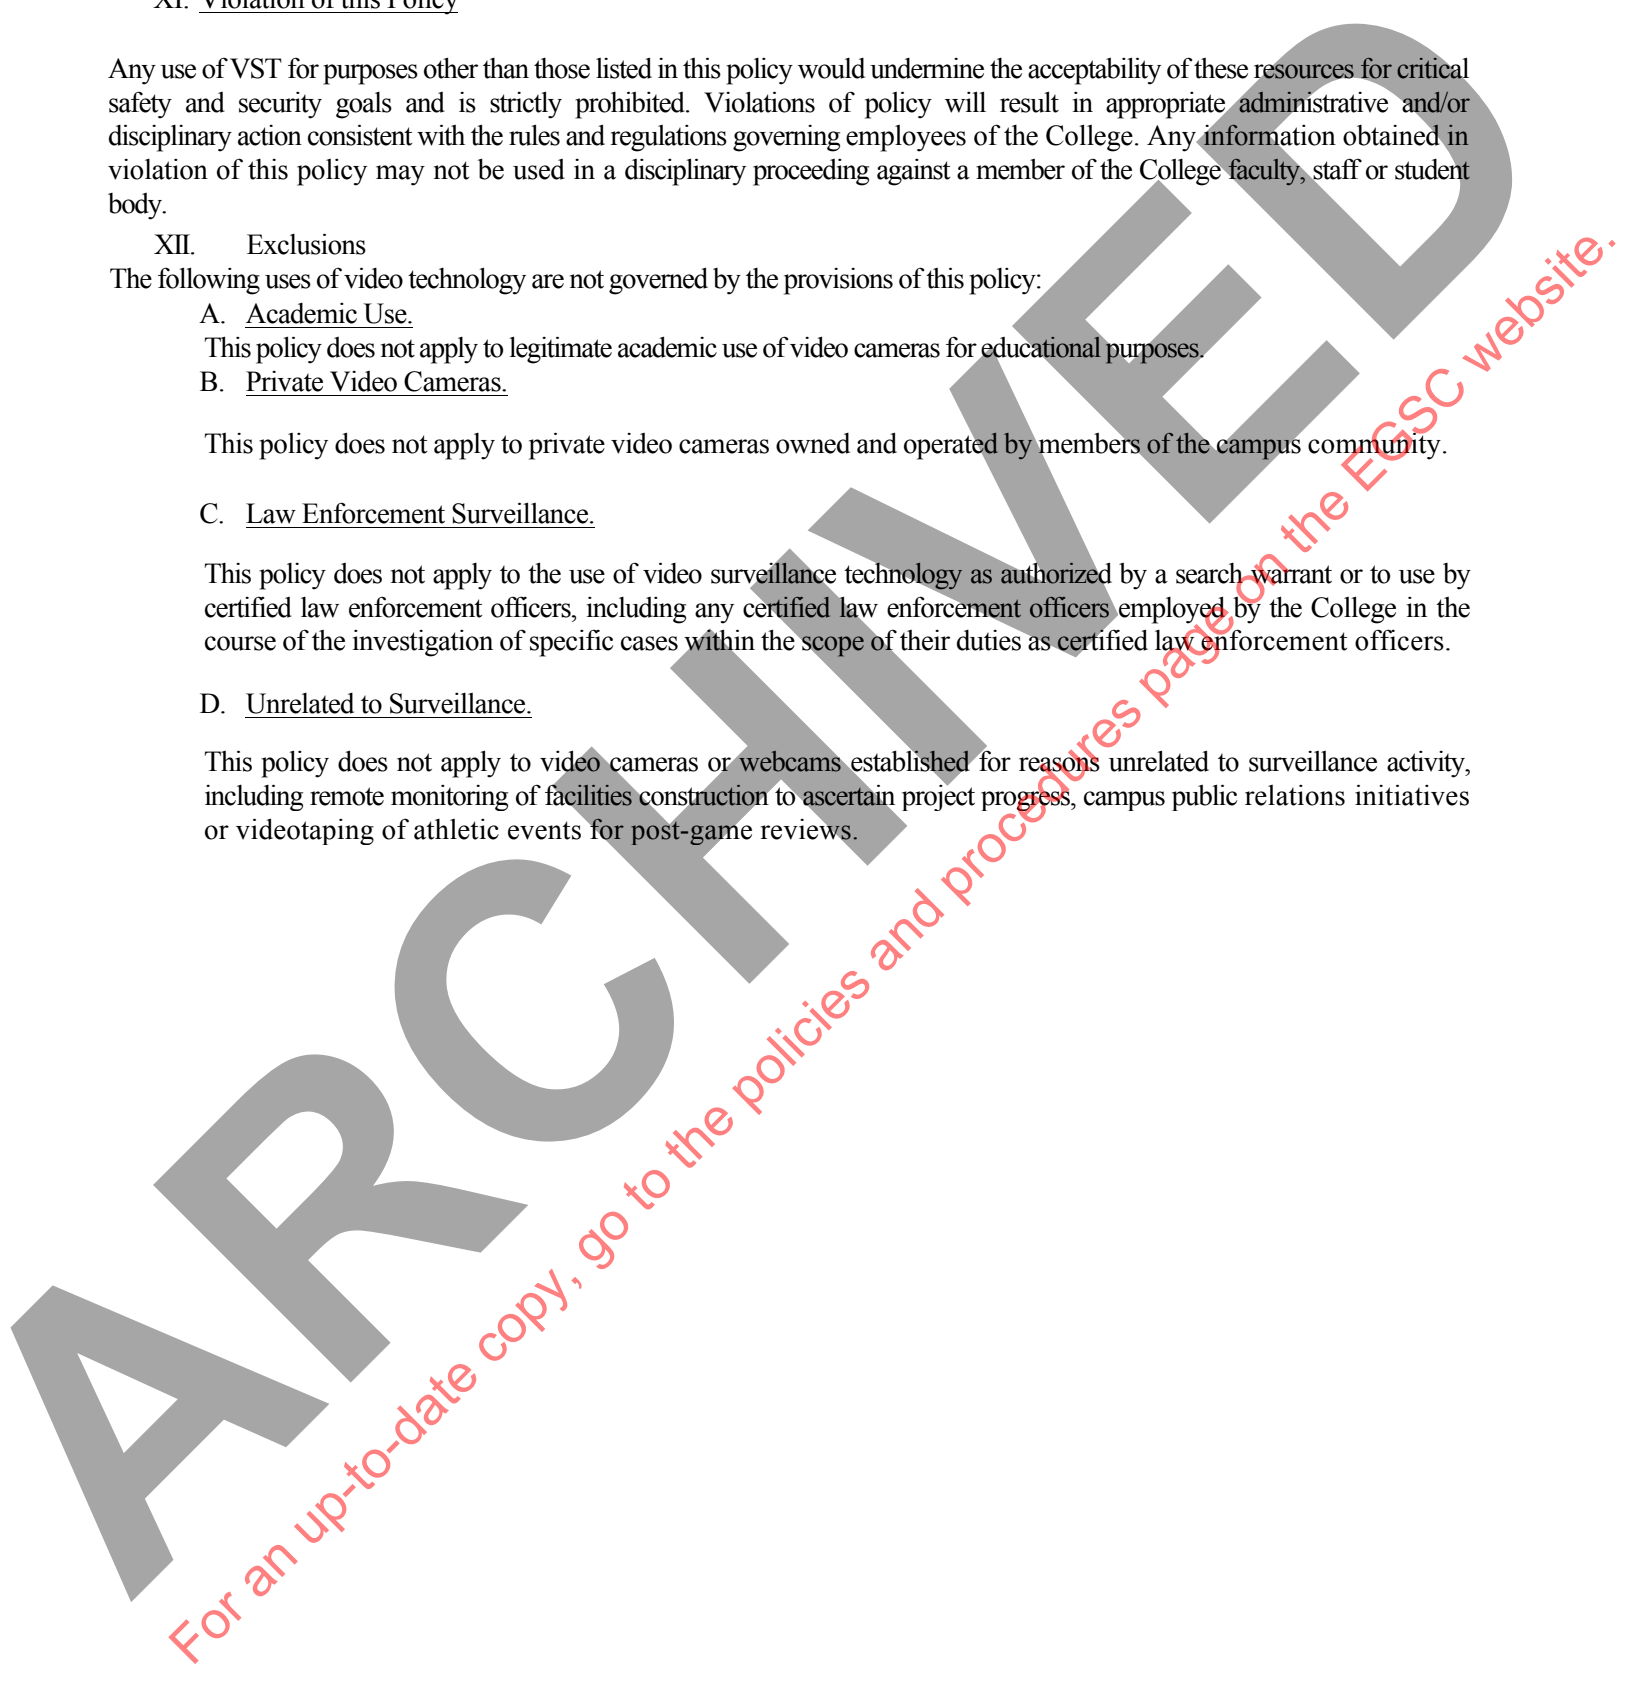 XI. Violation of this Policy
Any use of VST for purposes other than those listed in this policy would undermine the acceptability of these resources for critical
safety and security goals and is strictly prohibited. Violations of policy will result in appropriate administrative and/or
disciplinary action consistent with the rules and regulations governing employees of the College. Any information obtained in
violation of this policy may not be used in a disciplinary proceeding against a member of the College faculty, staff or student
body.
XII. Exclusions
The following uses of video technology are not governed by the provisions of this policy:
A. Academic Use.
This policy does not apply to legitimate academic use of video cameras for educational purposes.
B. Private Video Cameras.
This policy does not apply to private video cameras owned and operated by members of the campus community.
C. Law Enforcement Surveillance.
This policy does not apply to the use of video surveillance technology as authorized by a search warrant or to use by
certified law enforcement officers, including any certified law enforcement officers employed by the College in the
course of the investigation of specific cases within the scope of their duties as certified law enforcement officers.
D. Unrelated to Surveillance.
This policy does not apply to video cameras or webcams established for reasons unrelated to surveillance activity,
including remote monitoring of facilities construction to ascertain project progress, campus public relations initiatives
or videotaping of athletic events for post-game reviews.
ARCHIVED
For an up-to-date copy, go to the policies and procedures page on the EGSC website.